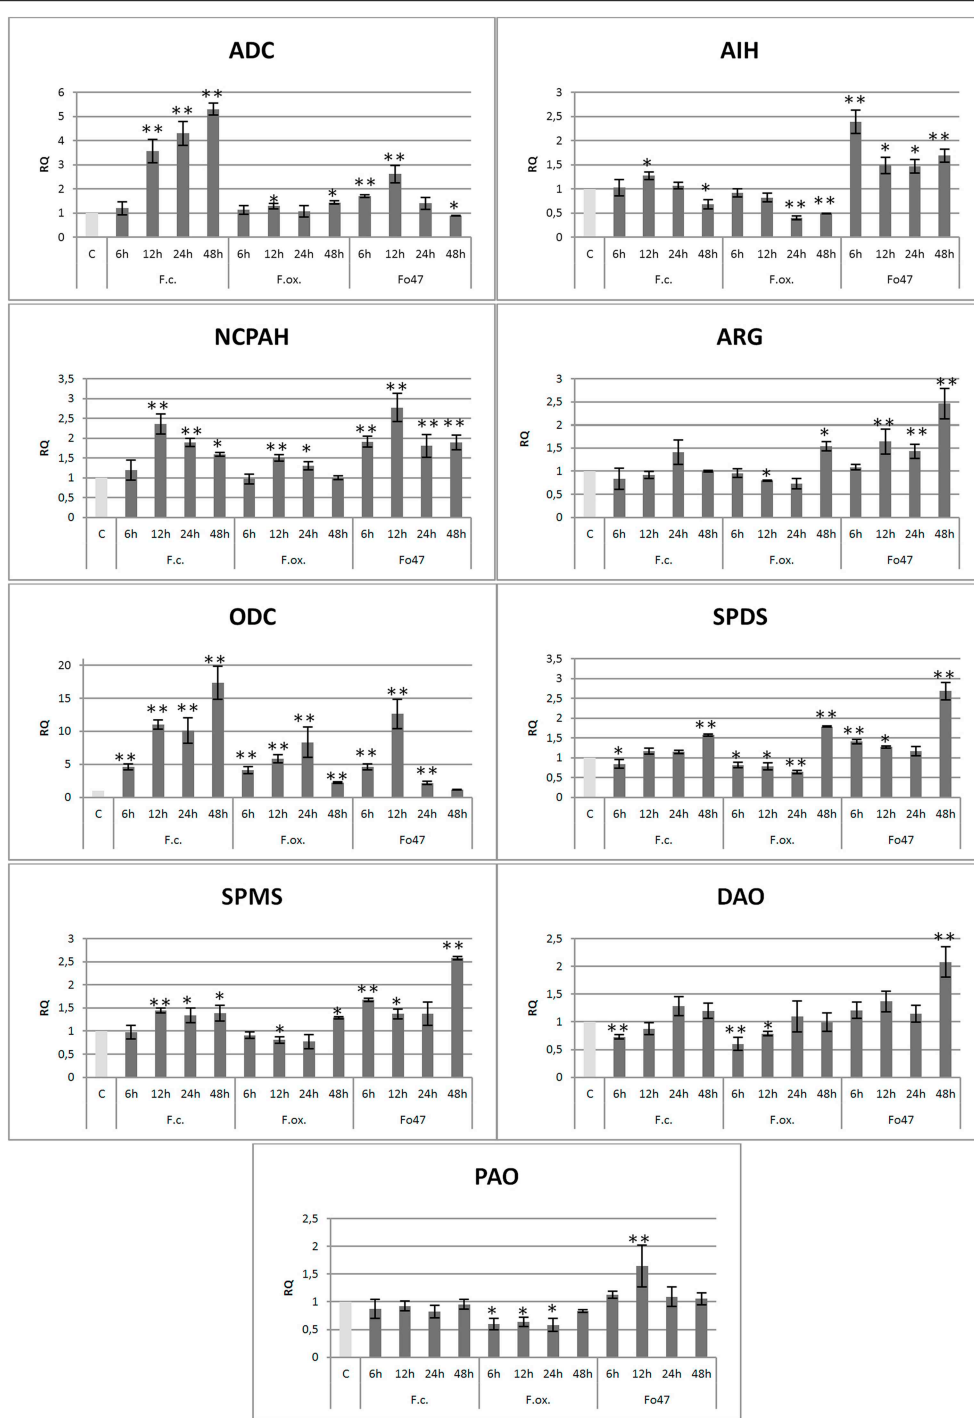 ADC
6
5
4
3
2
1
0
RQ
** ** ** * * ** ** *
C 6h 12h 24h 48h 6h 12h 24h 48h 6h 12h 24h 48h
F.c. F.ox. Fo47
AIH
3
2,5
2
1,5
1
0,5
0
RQ
* * ** ** ** * * **
C 6h 12h 24h 48h 6h 12h 24h 48h 6h 12h 24h 48h
F.c. F.ox. Fo47
NCPAH
3,5
3
2,5
2
1,5
1
0,5
0
RQ
** ** * ** * ** ** ** **
C 6h 12h 24h 48h 6h 12h 24h 48h 6h 12h 24h 48h
F.c. F.ox. Fo47
ARG
3
2,5
2
1,5
1
0,5
0
RQ
* * ** ** **
C 6h 12h 24h 48h 6h 12h 24h 48h 6h 12h 24h 48h
F.c. F.ox. Fo47
ODC
20
15
10
5
0
RQ
** ** ** ** ** ** ** ** ** ** **
C 6h 12h 24h 48h 6h 12h 24h 48h 6h 12h 24h 48h
F.c. F.ox. Fo47
SPDS
3,5
3
2,5
2
1,5
1
0,5
0
RQ
* ** * * ** ** ** * **
C 6h 12h 24h 48h 6h 12h 24h 48h 6h 12h 24h 48h
F.c. F.ox. Fo47
SPMS
3
2,5
2
1,5
1
0,5
0
RQ
** * * * * ** * **
C 6h 12h 24h 48h 6h 12h 24h 48h 6h 12h 24h 48h
F.c. F.ox. Fo47
DAO
2,5
2
1,5
1
0,5
0
RQ
** ** * **
C 6h 12h 24h 48h 6h 12h 24h 48h 6h 12h 24h 48h
F.c. F.ox. Fo47
PAO
2,5
2
1,5
1
0,5
0
RQ
* * * **
C 6h 12h 24h 48h 6h 12h 24h 48h 6h 12h 24h 48h
F.c. F.ox. Fo47